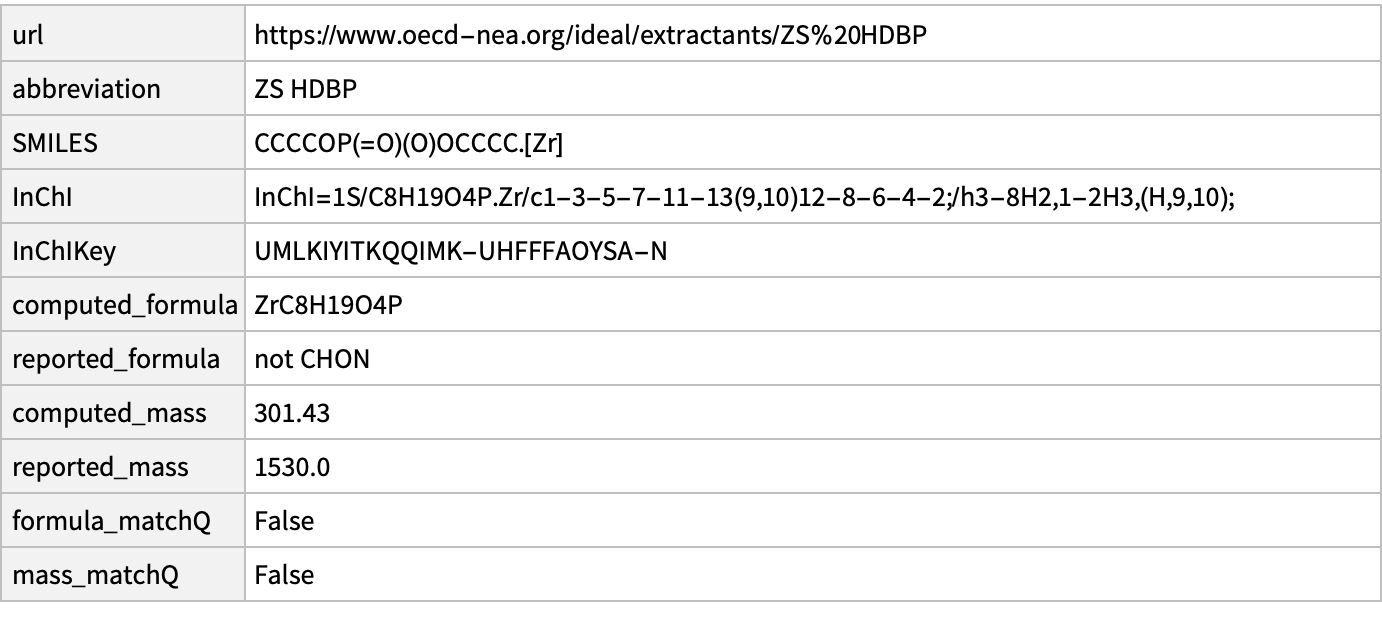 url https://www.oecd-nea.org/ideal/extractants/ZS%20HDBP
abbreviation ZS HDBP
SMILES CCCCOP(=O)(O)OCCCC.[Zr]
InChI InChI=1S/C8H19O4P.Zr/c1-3-5-7-11-13(9,10)12-8-6-4-2;/h3-8H2,1-2H3,(H,9,10);
InChIKey UMLKIYITKQQIMK-UHFFFAOYSA-N
computed_formula ZrC8H19O4P
reported_formula not CHON
computed_mass 301.43
reported_mass 1530.0
formula_matchQ False
mass_matchQ False